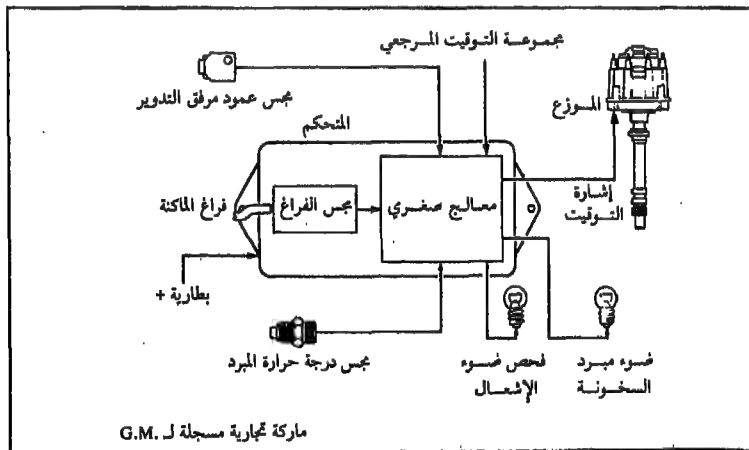 مجموعة التوقيت المرجعي
مجس عمود مرفق التدوير
الموزع
المتحكم
فراغ الماكنة
مجس الفراغ
معالج صغري
إشارة
التوقيت
بطارية +
مجس درجة حرارة المبرد
فحص ضوء
الإشعال
ضوء مبرد
السخونة
ماركة تجارية مسجلة لـ G.M.